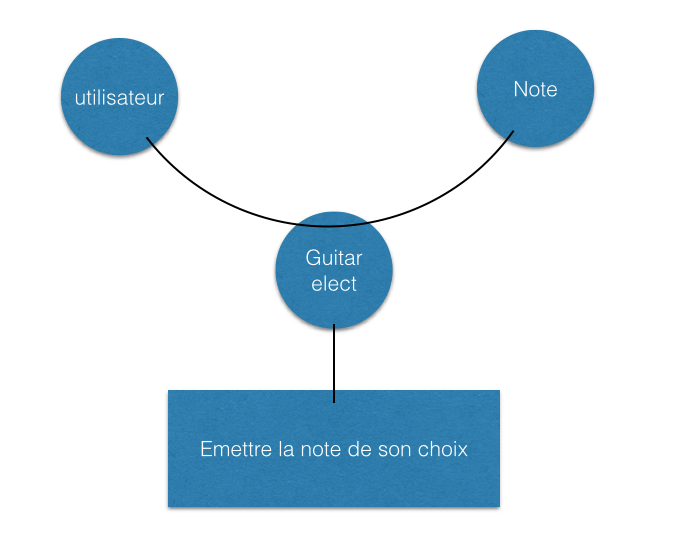 utilisateur
Note
Guitar
elect
Emettre la note de son choix